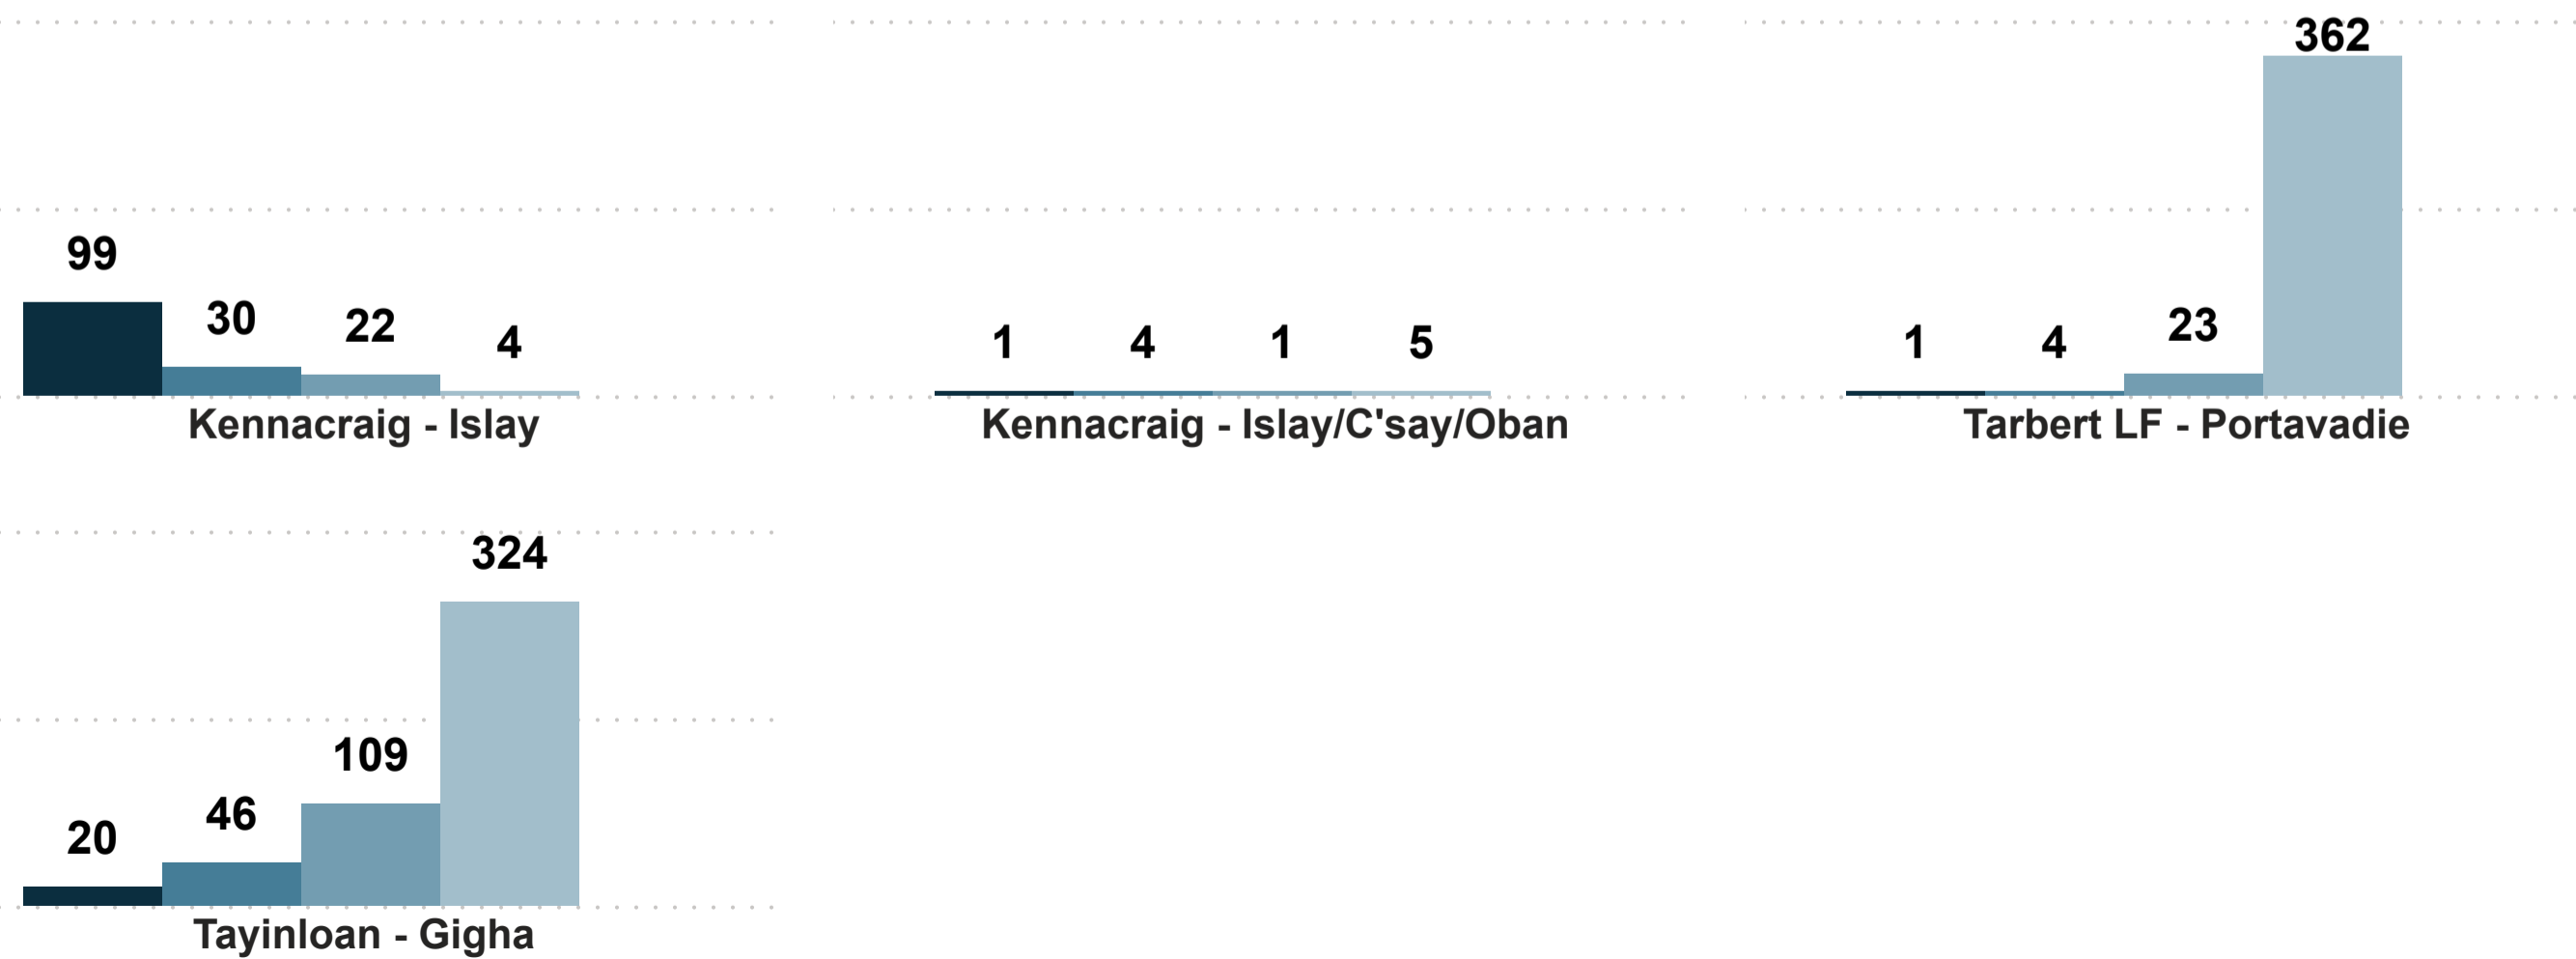 99 30 22 4
Kennacraig - Islay
1 4 1 5
Kennacraig - Islay/C'say/Oban
1 4 23 362
Tarbert LF - Portavadie
20 46 109 324
Tayinloan - Gigha